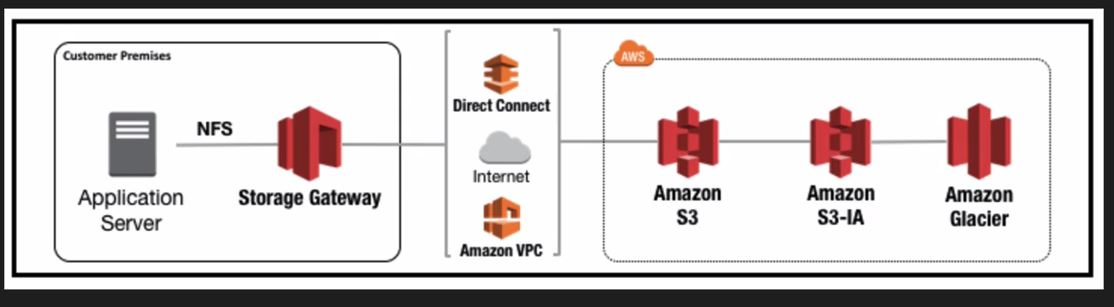 Customer Premises
NFS
Application
Server
Storage Gateway
Direct Connect
Internet
Amazon VPC
AWS
Amazon
S3
Amazon
S3-IA
Amazon
Glacier